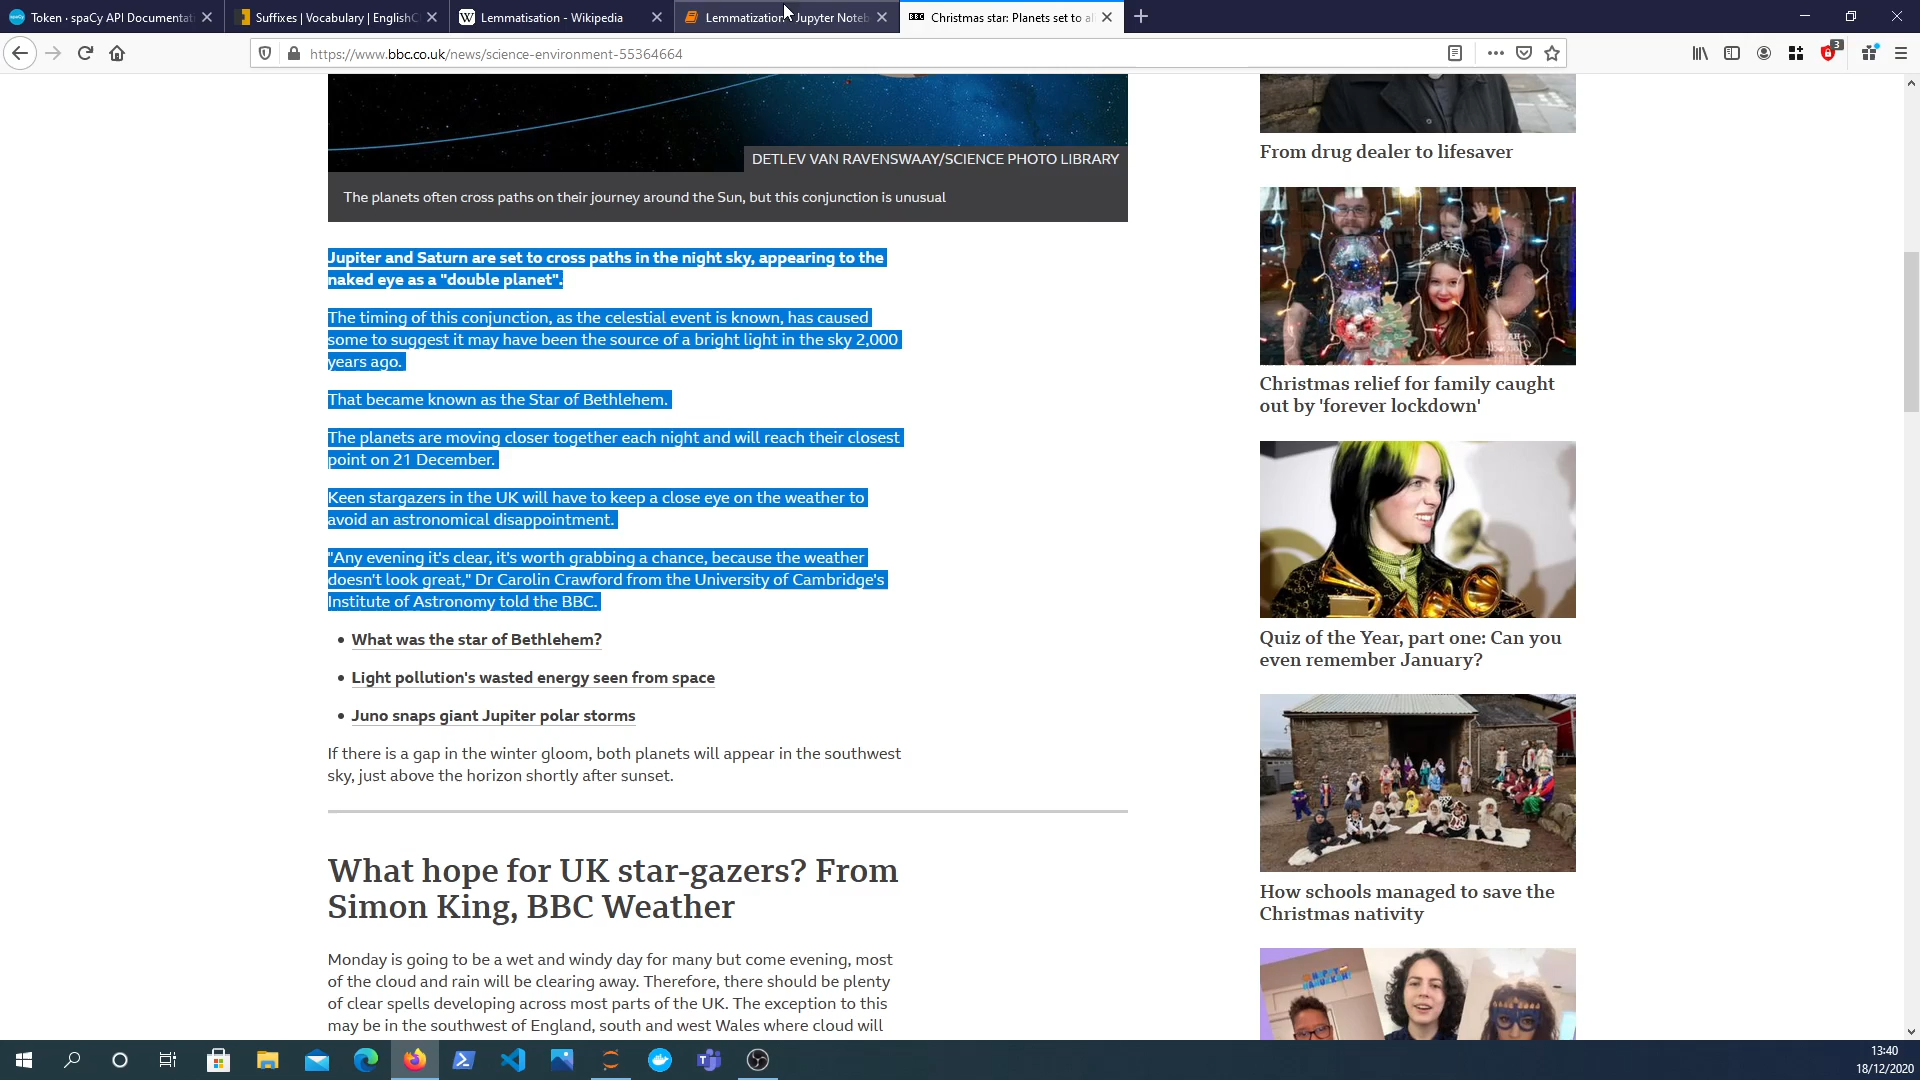 Token · spaCy API Documentat
Suffixes | Vocabulary | EnglishC
Lemmatisation - Wikipedia
Lemmatization - Jupyter Noteb
Christmas star: Planets set to al
https://www.bbc.co.uk/news/science-environment-55364664
3
DETLEV VAN RAVENSWAAY/SCIENCE PHOTO LIBRARY
The planets often cross paths on their journey around the Sun, but this conjunction is unusual
Jupiter and Saturn are set to cross paths in the night sky, appearing to the
naked eye as a "double planet".
The timing of this conjunction, as the celestial event is known, has caused
some to suggest it may have been the source of a bright light in the sky 2,000
years ago.
That became known as the Star of Bethlehem.
The planets are moving closer together each night and will reach their closest
point on 21 December.
Keen stargazers in the UK will have to keep a close eye on the weather to
avoid an astronomical disappointment.
"Any evening it's clear, it's worth grabbing a chance, because the weather
doesn't look great," Dr Carolin Crawford from the University of Cambridge's
Institute of Astronomy told the BBC.
• What was the star of Bethlehem?
• Light pollution's wasted energy seen from space
• Juno snaps giant Jupiter polar storms
If there is a gap in the winter gloom, both planets will appear in the southwest
sky, just above the horizon shortly after sunset.
What hope for UK star-gazers? From
Simon King, BBC Weather
Monday is going to be a wet and windy day for many but come evening, most
of the cloud and rain will be clearing away. Therefore, there should be plenty
of clear spells developing across most parts of the UK. The exception to this
may be in the southwest of England, south and west Wales where cloud will
From drug dealer to lifesaver
Christmas relief for family caught
out by 'forever lockdown'
Quiz of the Year, part one: Can you
even remember January?
How schools managed to save the
Christmas nativity
13:40
18/12/2020